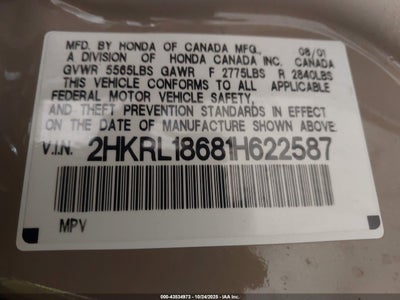 MFD. BY HONDA OF CANADA MFG., 08/01
A DIVISION OF HONDA CANADA INC. CANADA
GVWR 5565LBS GAWR F 2775LBS R 2840LBS
THIS VEHICLE CONFORMS TO ALL APPLICABLE
FEDERAL MOTOR VEHICLE SAFETY,
AND THEFT PREVENTION STANDARDS IN EFFECT
ON THE DATE OF MANUFACTURE SHOWN ABOVE.
V.I.N. 2HKRL18681H622587
MPV
000-43534973 - 10/24/2025 - IAA Inc. (1)